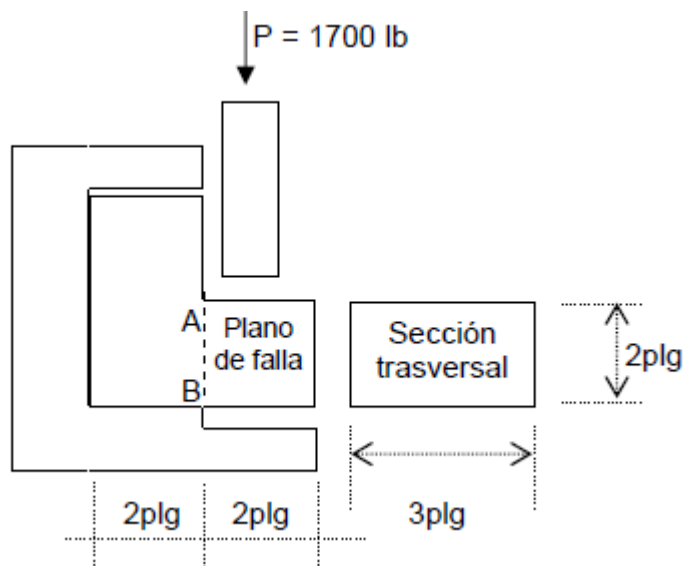 P = 1700 lb
A
Plano
de falla
B
Sección
trasversal
2plg
2plg
2plg
3plg